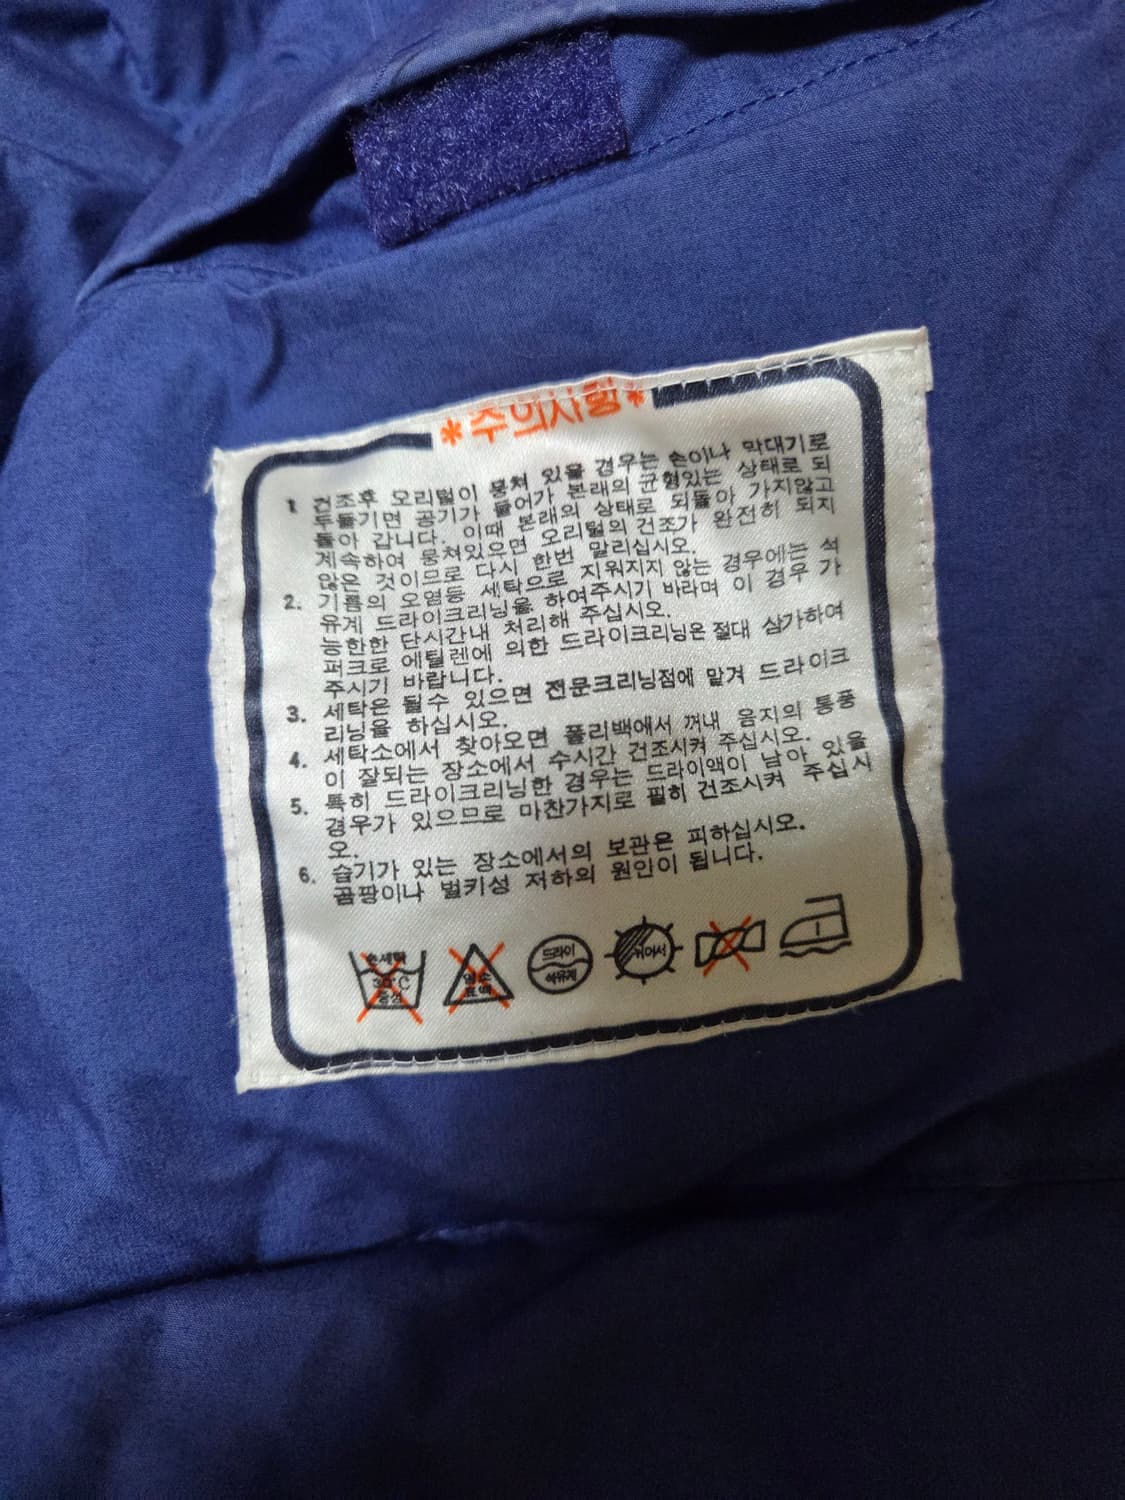 *주의사항*
1 건조후 오리털이 뭉쳐 있을 경우는 손이나 막대기로
두들기면 공기가 들어가 본래의 균형있는 상태로 되
돌아 갑니다. 이때 본래의 상태로 되돌아 가지않고
계속하여 뭉쳐있으면 오리털의 건조가 완전히 되지
않은 것이므로 다시 한번 말리십시오.
2. 기름의 오염등 세탁으로 지워지지 않는 경우에는 석
유계 드라이크리닝을 하여주시기 바라며 이 경우 가
능한한 단시간내 처리해 주십시오.
퍼크로 에틸렌에 의한 드라이크리닝은 절대 삼가하여
주시기 바랍니다.
3. 세탁은 될수 있으면 전문크리닝점에 맡겨 드라이크
리닝을 하십시오.
4. 세탁소에서 찾아오면 폴리백에서 꺼내 음지의 통풍
이 잘되는 장소에서 수시간 건조시켜 주십시오.
5. 특히 드라이크리닝한 경우는 드라이액이 남아 있을
경우가 있으므로 마찬가지로 필히 건조시켜 주십시
오.
6. 습기가 있는 장소에서의 보관은 피하십시오.
곰팡이나 벌키성 저하의 원인이 됩니다.
손세탁 30°C 중성
염소 표백
드라이 석유계
뉘어서